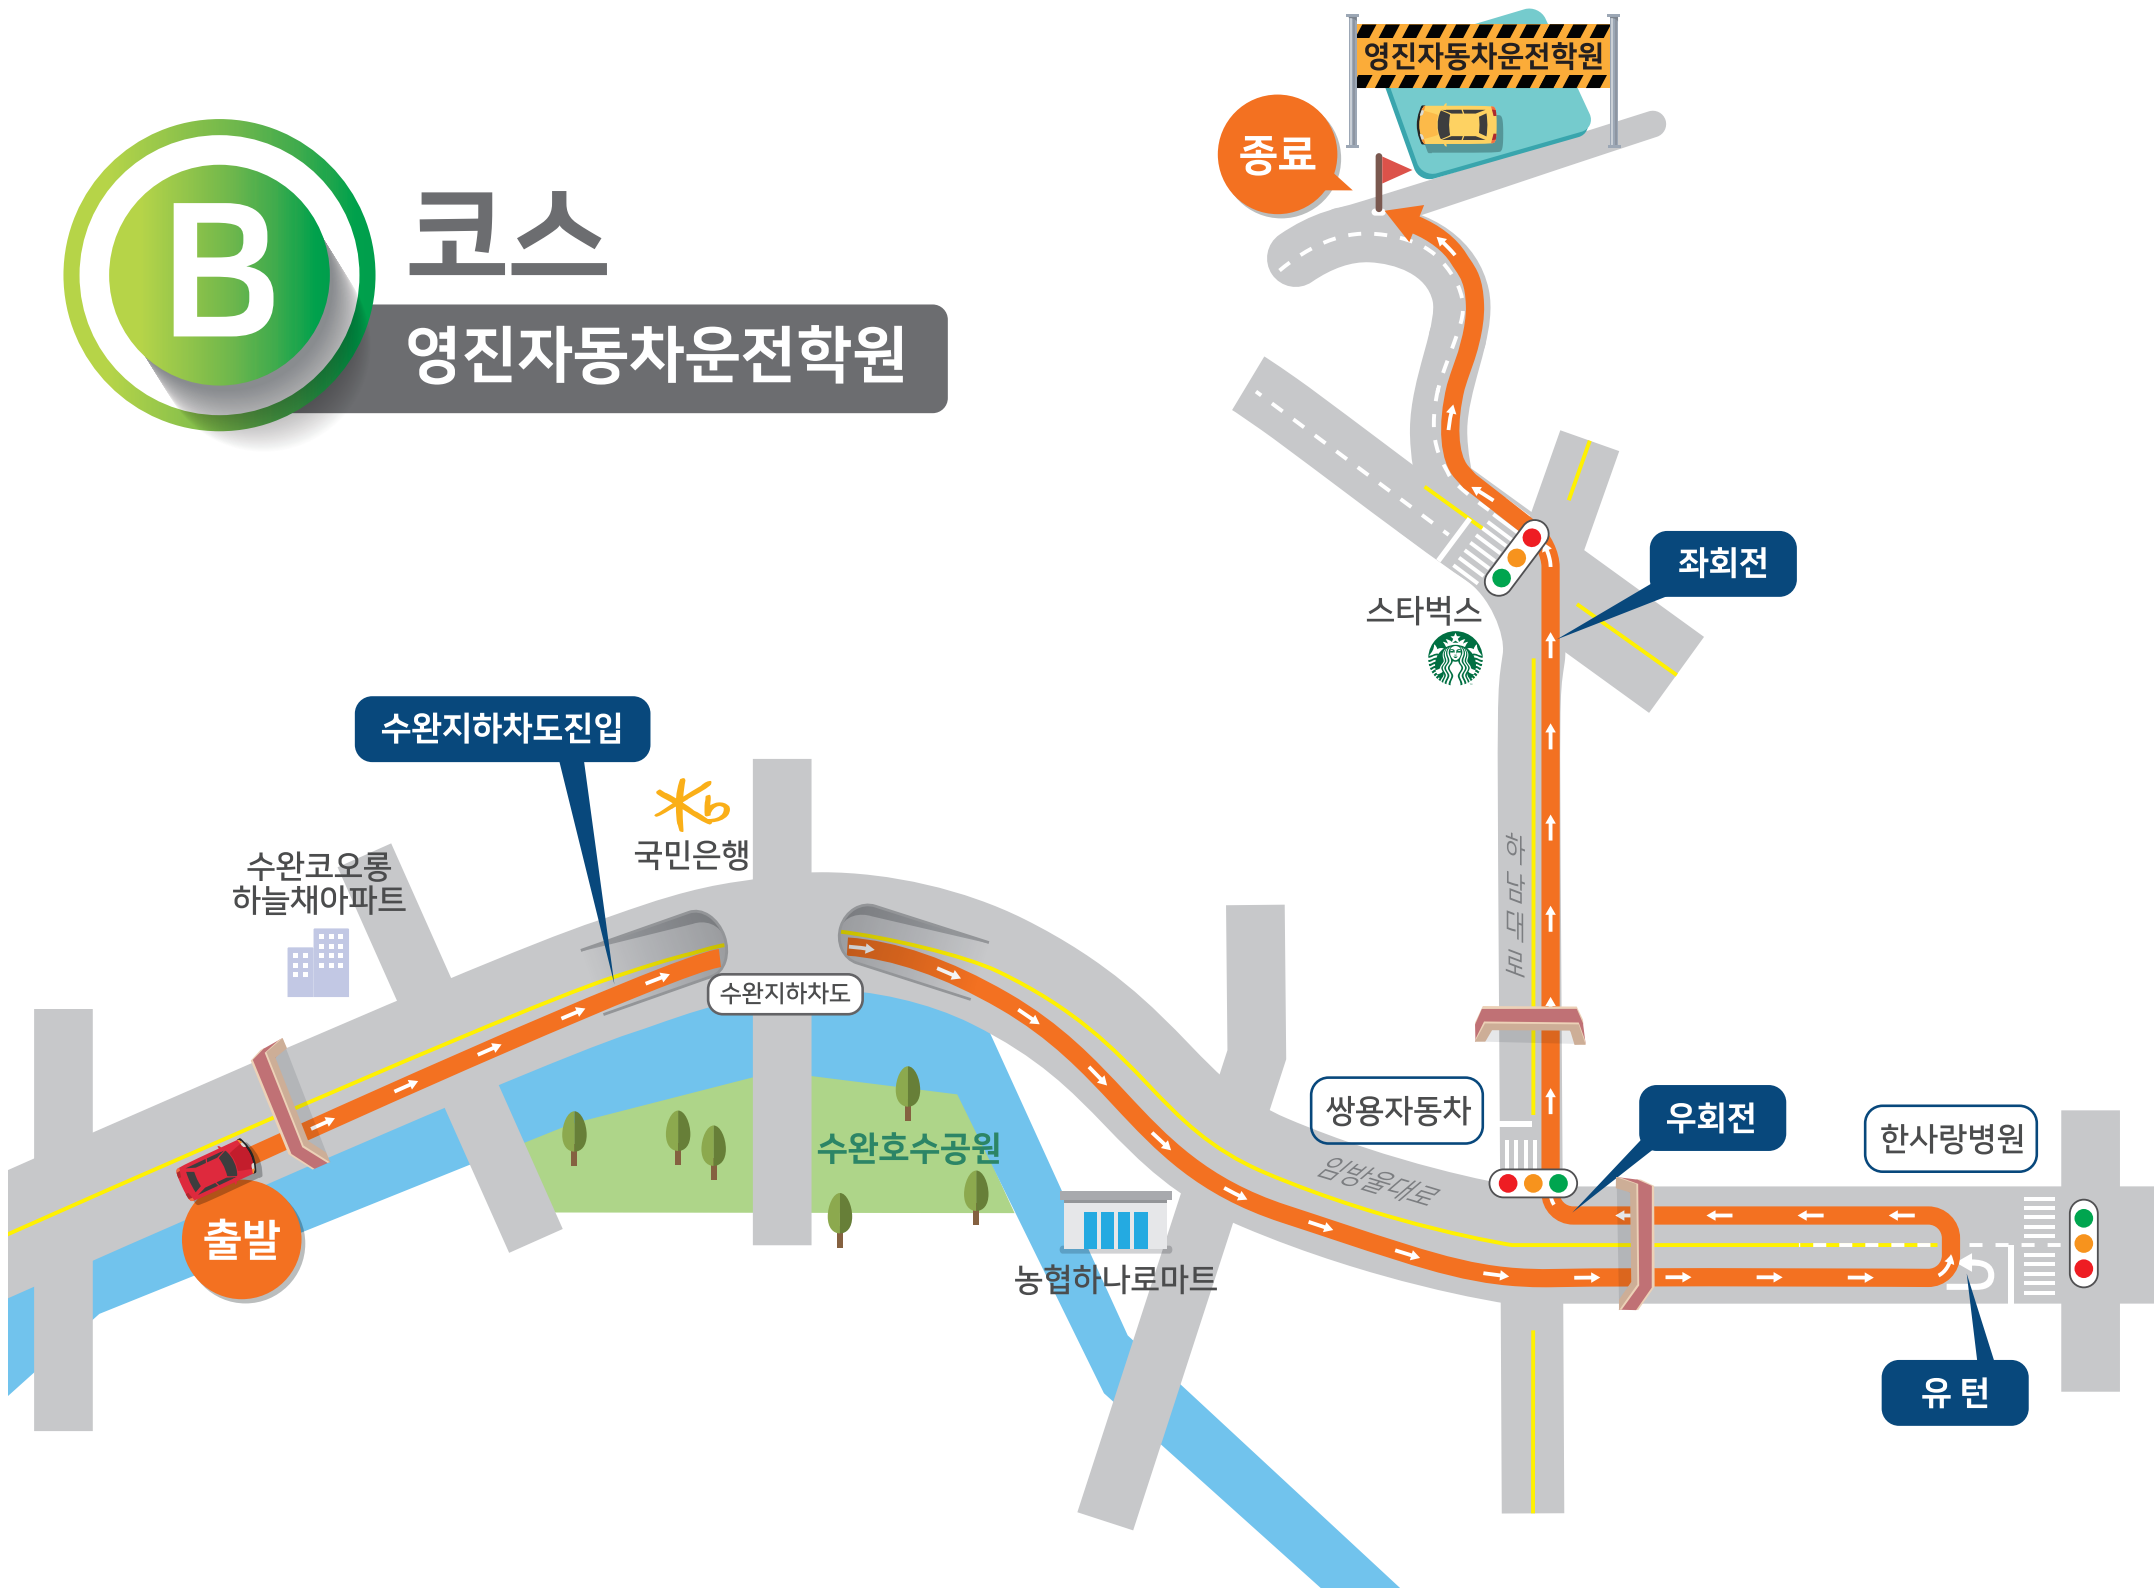 영진자동차운전학원
종료
B
코스
영진자동차운전학원
좌회전
스타벅스
수완지하차도진입
국민은행
수완코오롱
하늘채아파트
하남대로
수완지하차도
쌍용자동차
우회전
한사랑병원
수완호수공원
임방울대로
출발
농협하나로마트
유 턴